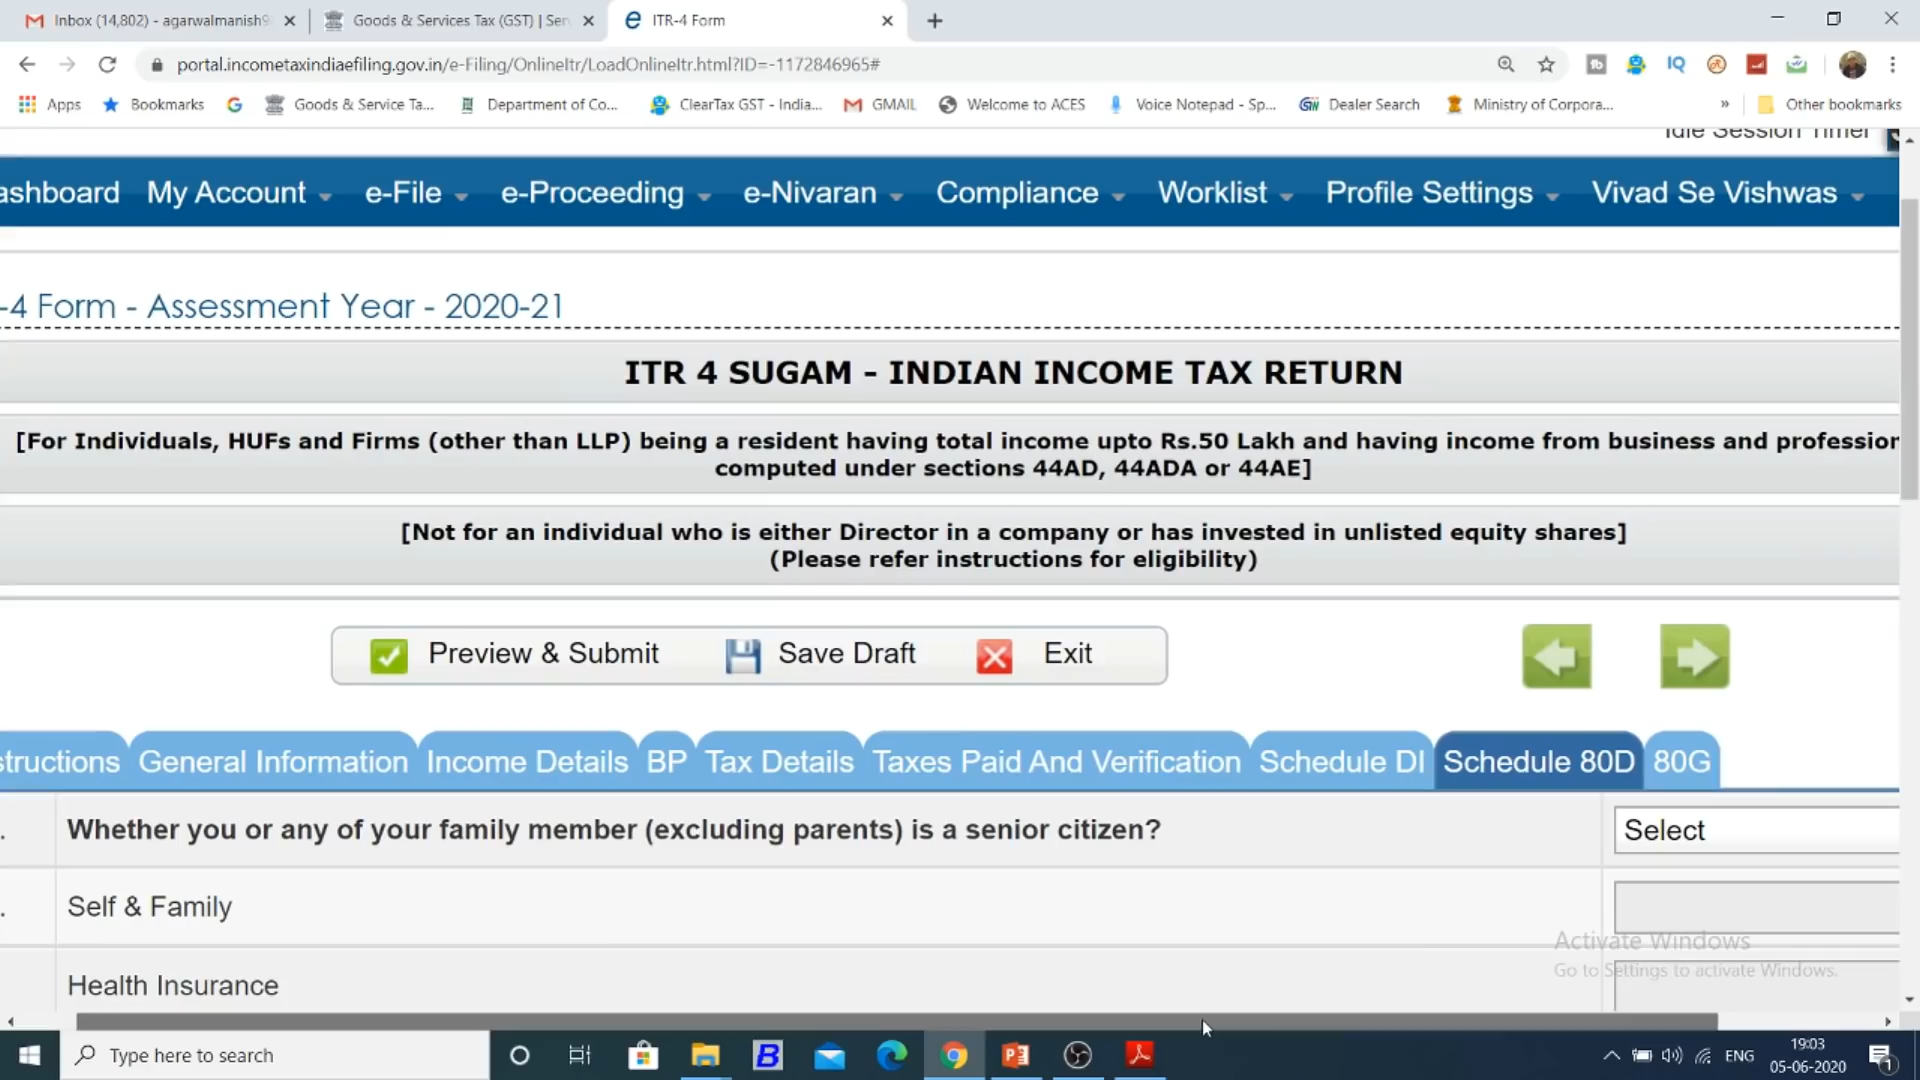 Inbox (14,802) - agarwalmanish9
Goods & Services Tax (GST) | Ser
ITR-4 Form
portal.incometaxindiaefiling.gov.in/e-Filing/OnlineItr/LoadOnlineItr.html?ID=-1172846965#
IQ
Apps
Bookmarks
Goods & Service Ta...
Department of Co...
ClearTax GST - India...
GMAIL
Welcome to ACES
Voice Notepad - Sp...
Dealer Search
Ministry of Corpora...
»
Other bookmarks
Idle Session Timer
ashboard My Account e-File e-Proceeding e-Nivaran Compliance Worklist Profile Settings Vivad Se Vishwas
-4 Form - Assessment Year - 2020-21
ITR 4 SUGAM - INDIAN INCOME TAX RETURN
[For Individuals, HUFs and Firms (other than LLP) being a resident having total income upto Rs.50 Lakh and having income from business and profession
computed under sections 44AD, 44ADA or 44AE]
[Not for an individual who is either Director in a company or has invested in unlisted equity shares]
(Please refer instructions for eligibility)
Preview & Submit Save Draft Exit
structions General Information Income Details BP Tax Details Taxes Paid And Verification Schedule DI Schedule 80D 80G
. Whether you or any of your family member (excluding parents) is a senior citizen? Select
. Self & Family
Activate Windows
Go to Settings to activate Windows.
Health Insurance
Type here to search
B
ENG
19:03
05-06-2020
1